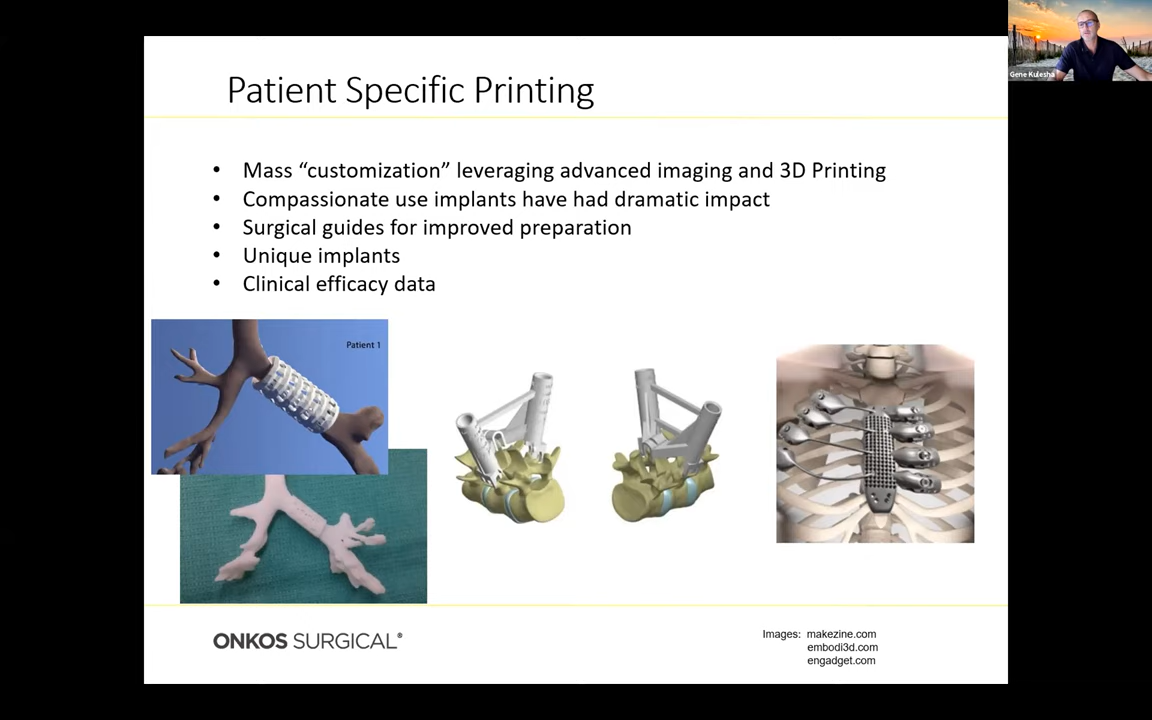 Gene Kulesha
Patient Specific Printing
• Mass “customization” leveraging advanced imaging and 3D Printing
• Compassionate use implants have had dramatic impact
• Surgical guides for improved preparation
• Unique implants
• Clinical efficacy data
Patient 1
ONKOS SURGICAL®
Images: makezine.com
embodi3d.com
engadget.com